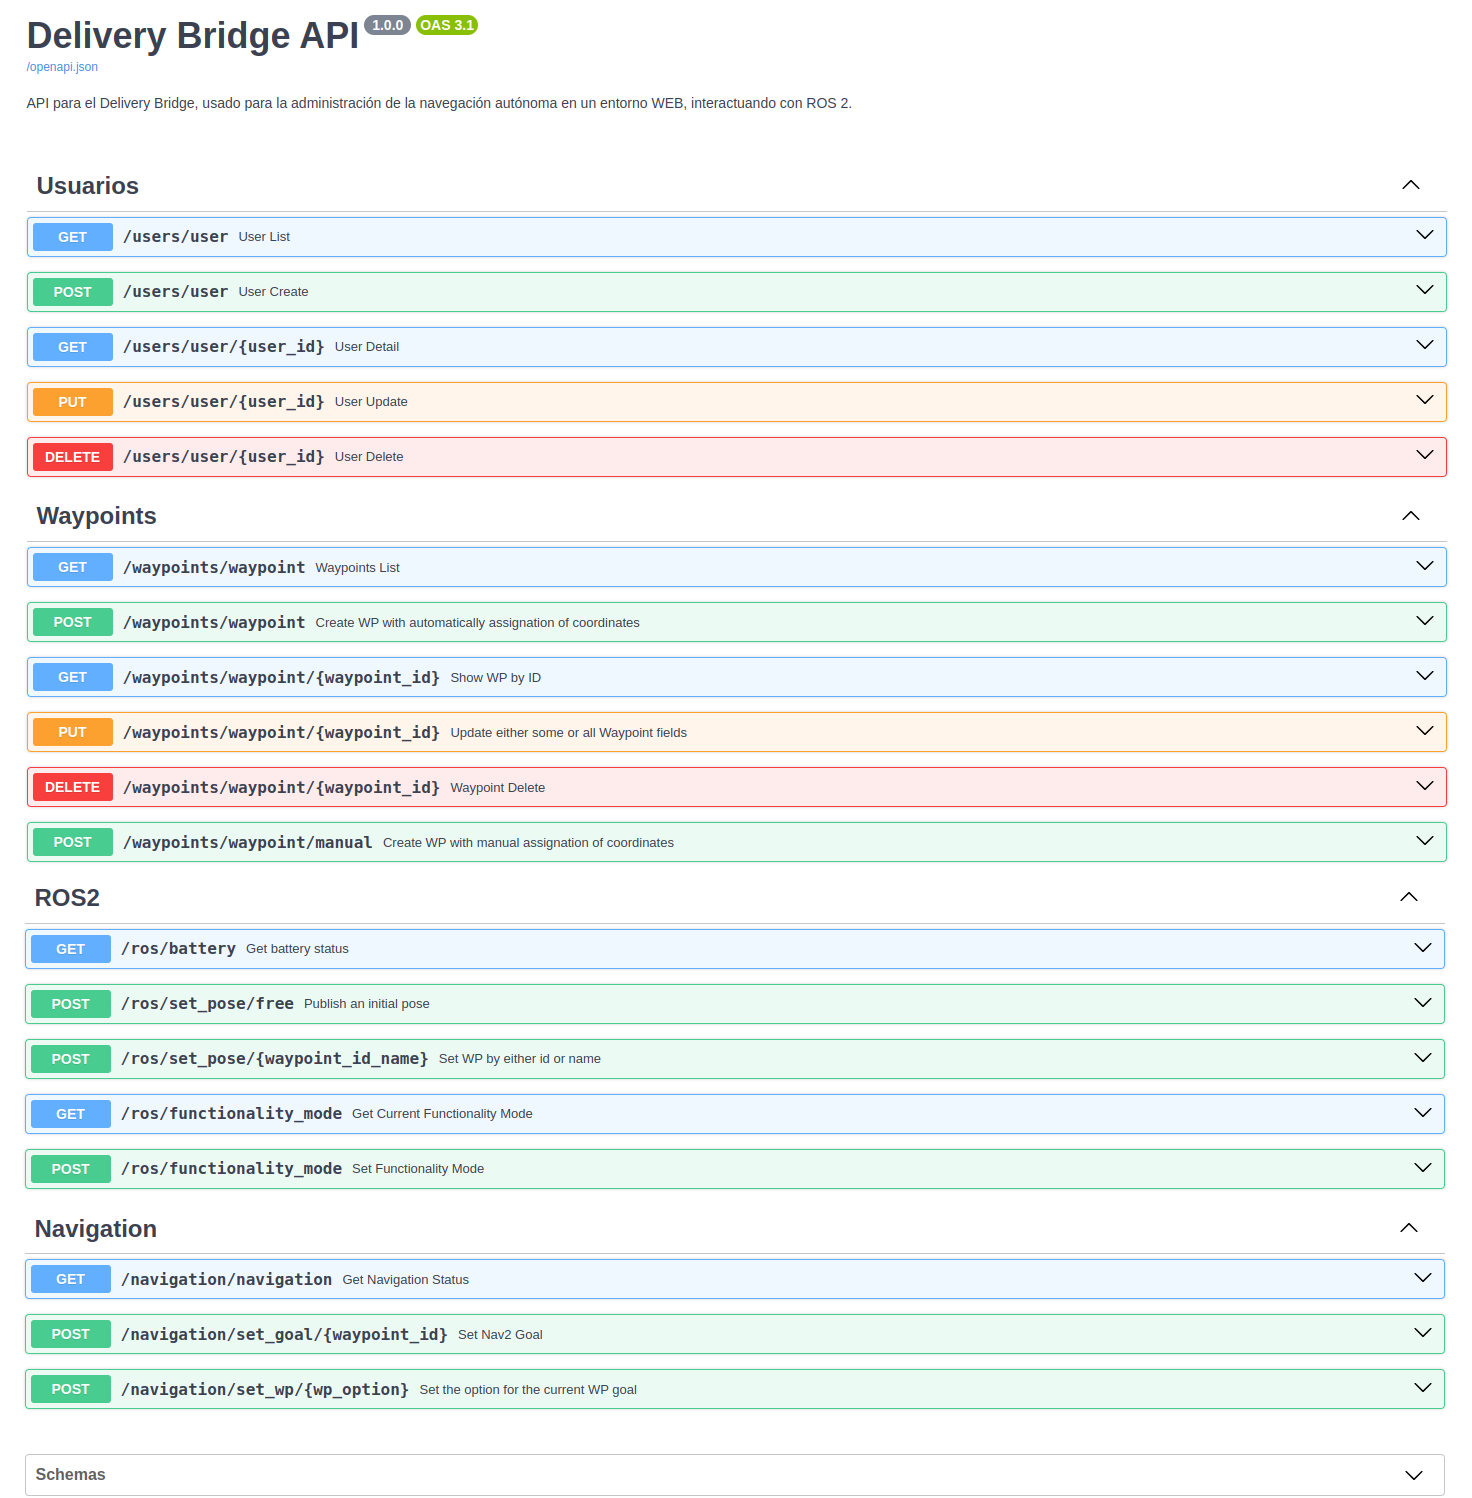 Delivery Bridge API 1.0.0 OAS 3.1
/openapi.json
API para el Delivery Bridge, usado para la administración de la navegación autónoma en un entorno WEB, interactuando con ROS 2.
Usuarios
GET /users/user User List
POST /users/user User Create
GET /users/user/{user_id} User Detail
PUT /users/user/{user_id} User Update
DELETE /users/user/{user_id} User Delete
Waypoints
GET /waypoints/waypoint Waypoints List
POST /waypoints/waypoint Create WP with automatically assignation of coordinates
GET /waypoints/waypoint/{waypoint_id} Show WP by ID
PUT /waypoints/waypoint/{waypoint_id} Update either some or all Waypoint fields
DELETE /waypoints/waypoint/{waypoint_id} Waypoint Delete
POST /waypoints/waypoint/manual Create WP with manual assignation of coordinates
ROS2
GET /ros/battery Get battery status
POST /ros/set_pose/free Publish an initial pose
POST /ros/set_pose/{waypoint_id_name} Set WP by either id or name
GET /ros/functionality_mode Get Current Functionality Mode
POST /ros/functionality_mode Set Functionality Mode
Navigation
GET /navigation/navigation Get Navigation Status
POST /navigation/set_goal/{waypoint_id} Set Nav2 Goal
POST /navigation/set_wp/{wp_option} Set the option for the current WP goal
Schemas